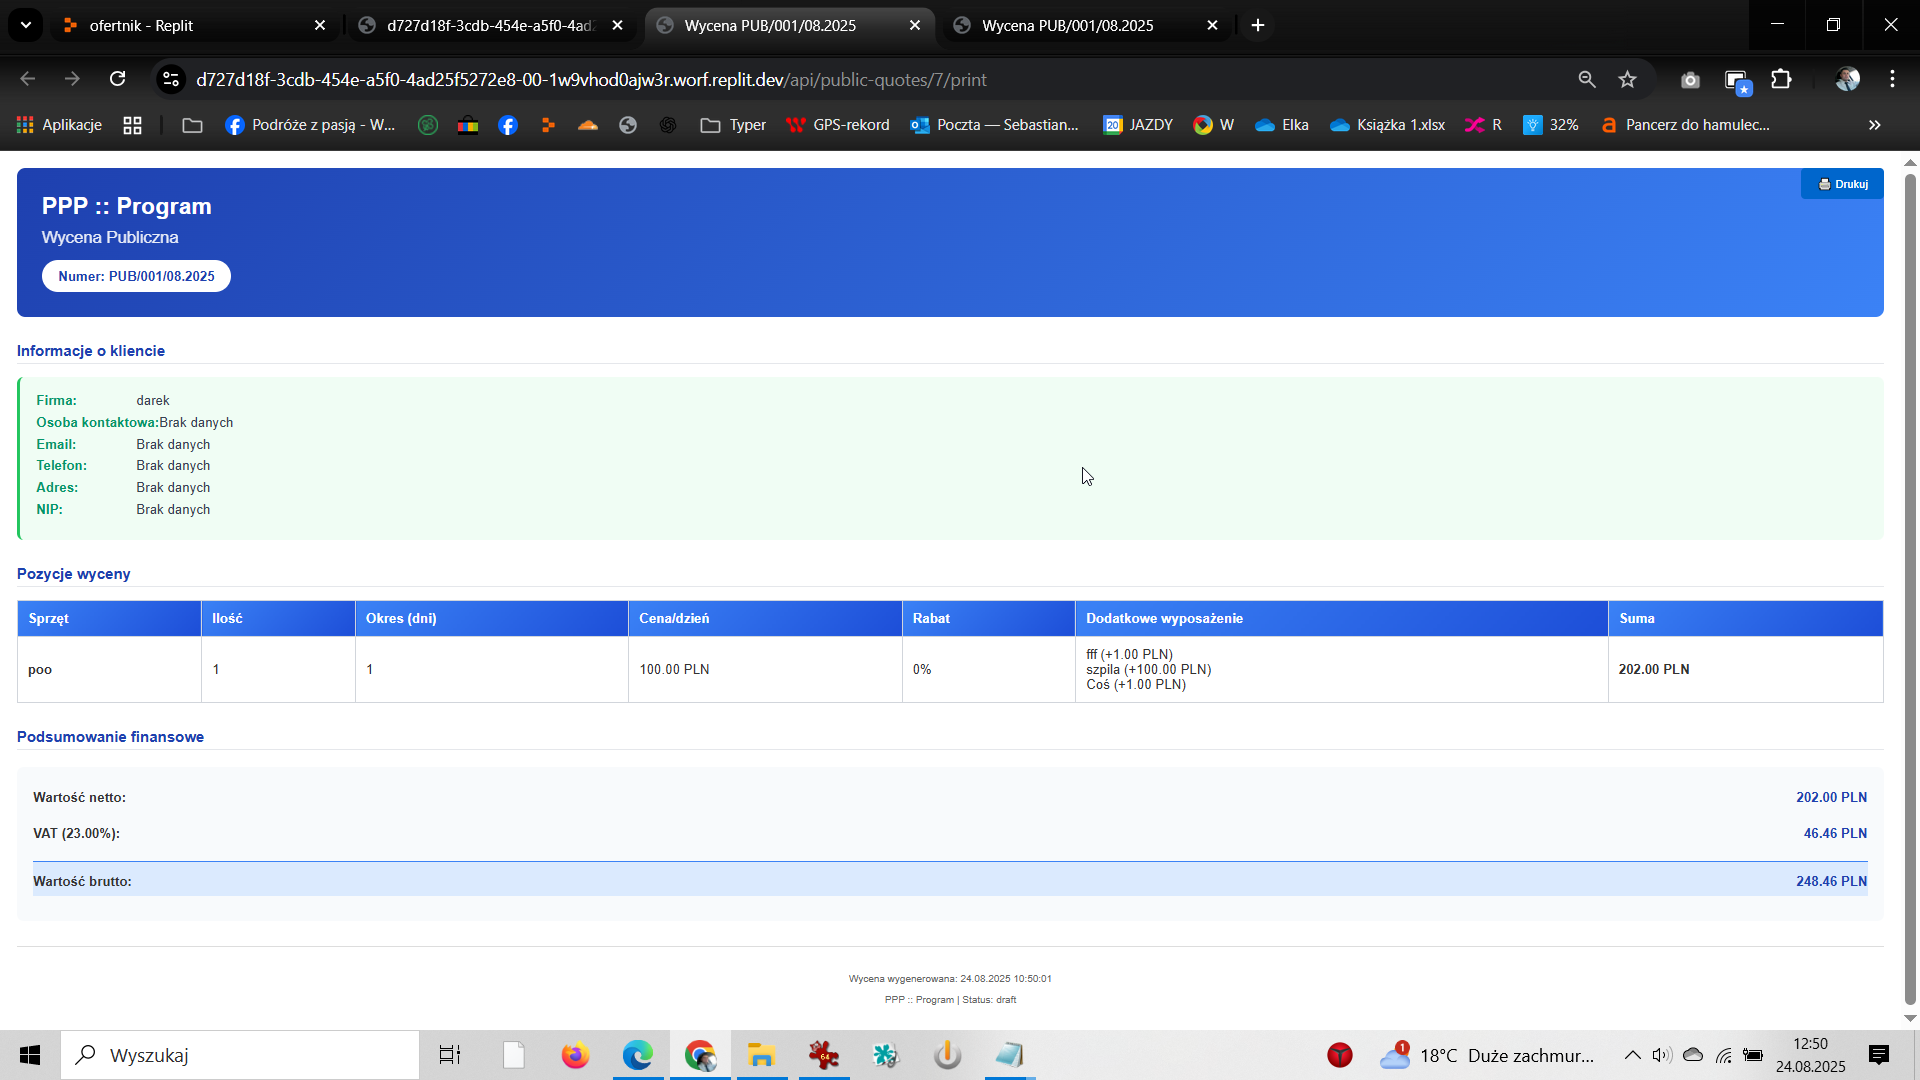 ofertnik - Replit
d727d18f-3cdb-454e-a5f0-4ad2
Wycena PUB/001/08.2025
Wycena PUB/001/08.2025
d727d18f-3cdb-454e-a5f0-4ad25f5272e8-00-1w9vhod0ajw3r.worf.replit.dev/api/public-quotes/7/print
Aplikacje
Podróże z pasją - W...
Typer
GPS-rekord
Poczta — Sebastian...
20 JAZDY
W
Elka
Książka 1.xlsx
R
32%
Pancerz do hamulec...
PPP :: Program
Drukuj
Wycena Publiczna
Numer: PUB/001/08.2025
Informacje o kliencie
Firma: darek
Osoba kontaktowa:Brak danych
Email: Brak danych
Telefon: Brak danych
Adres: Brak danych
NIP: Brak danych
Pozycje wyceny
Sprzęt Ilość Okres (dni) Cena/dzień Rabat Dodatkowe wyposażenie Suma
poo 1 1 100.00 PLN 0% fff (+1.00 PLN)
szpila (+100.00 PLN)
Coś (+1.00 PLN)
202.00 PLN
Podsumowanie finansowe
Wartość netto: 202.00 PLN
VAT (23.00%): 46.46 PLN
Wartość brutto: 248.46 PLN
Wycena wygenerowana: 24.08.2025 10:50:01
PPP :: Program | Status: draft
Wyszukaj
64
1
18°C Duże zachmur...
12:50
24.08.2025